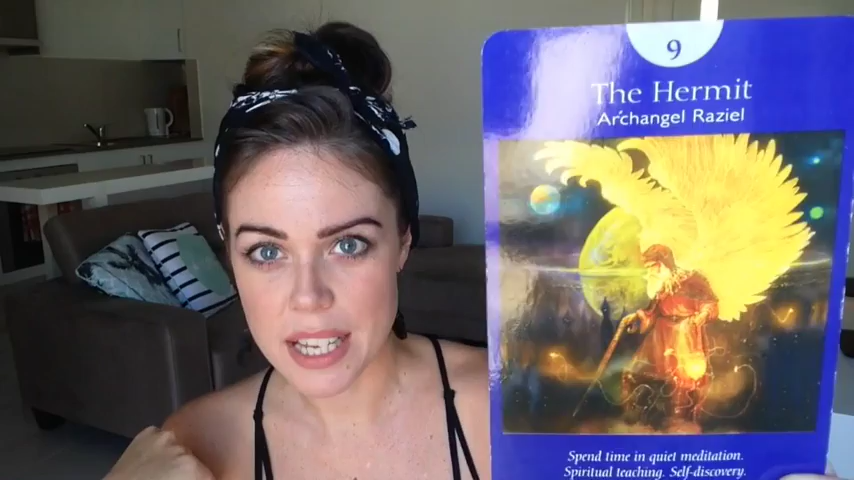 9
The Hermit
Archangel Raziel
Spend time in quiet meditation.
Spiritual teaching. Self-discovery.